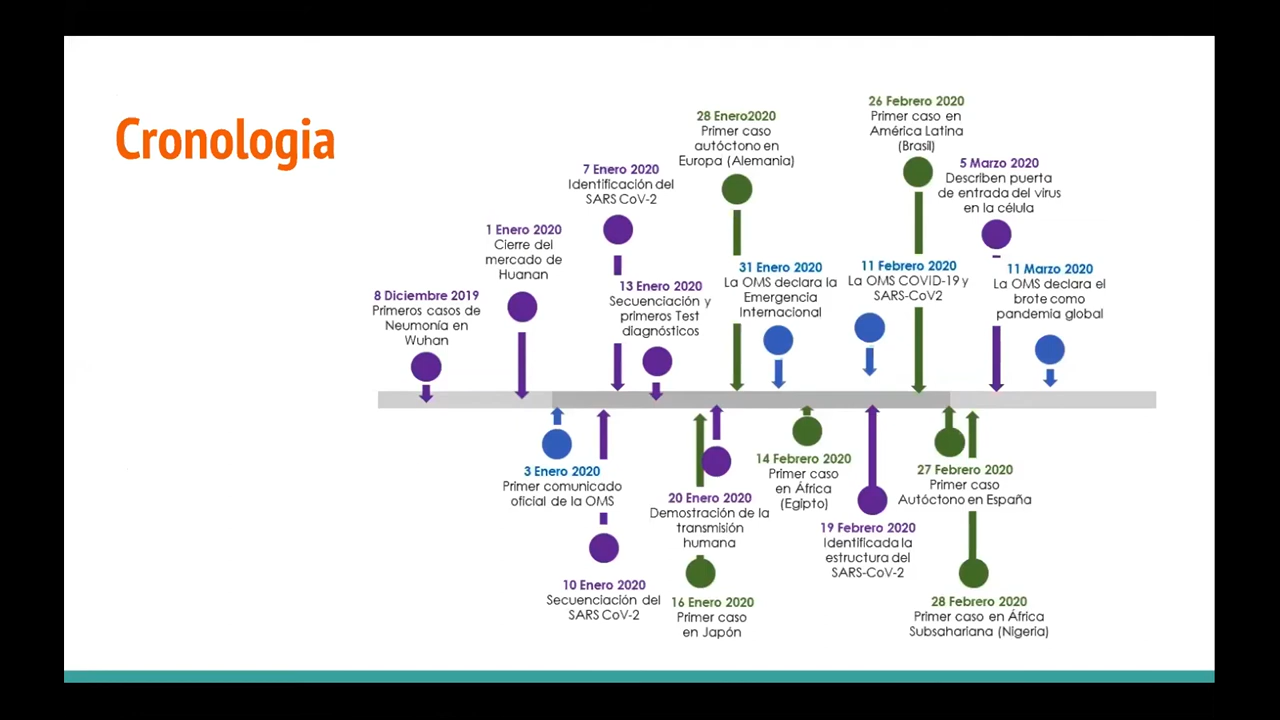 Cronologia
8 Diciembre 2019
Primeros casos de
Neumonía en
Wuhan
1 Enero 2020
Cierre del
mercado de
Huanan
7 Enero 2020
Identificación del
SARS CoV-2
13 Enero 2020
Secuenciación y
primeros Test
diagnósticos
28 Enero2020
Primer caso
autóctono en
Europa (Alemania)
31 Enero 2020
La OMS declara la
Emergencia
Internacional
11 Febrero 2020
La OMS COVID-19 y
SARS-CoV2
26 Febrero 2020
Primer caso en
América Latina
(Brasil)
5 Marzo 2020
Describen puerta
de entrada del virus
en la célula
11 Marzo 2020
La OMS declara el
brote como
pandemia global
3 Enero 2020
Primer comunicado
oficial de la OMS
10 Enero 2020
Secuenciación del
SARS CoV-2
20 Enero 2020
Demostración de la
transmisión
humana
16 Enero 2020
Primer caso
en Japón
14 Febrero 2020
Primer caso
en África
(Egipto)
19 Febrero 2020
Identificada la
estructura del
SARS-CoV-2
27 Febrero 2020
Primer caso
Autóctono en España
28 Febrero 2020
Primer caso en África
Subsahariana (Nigeria)